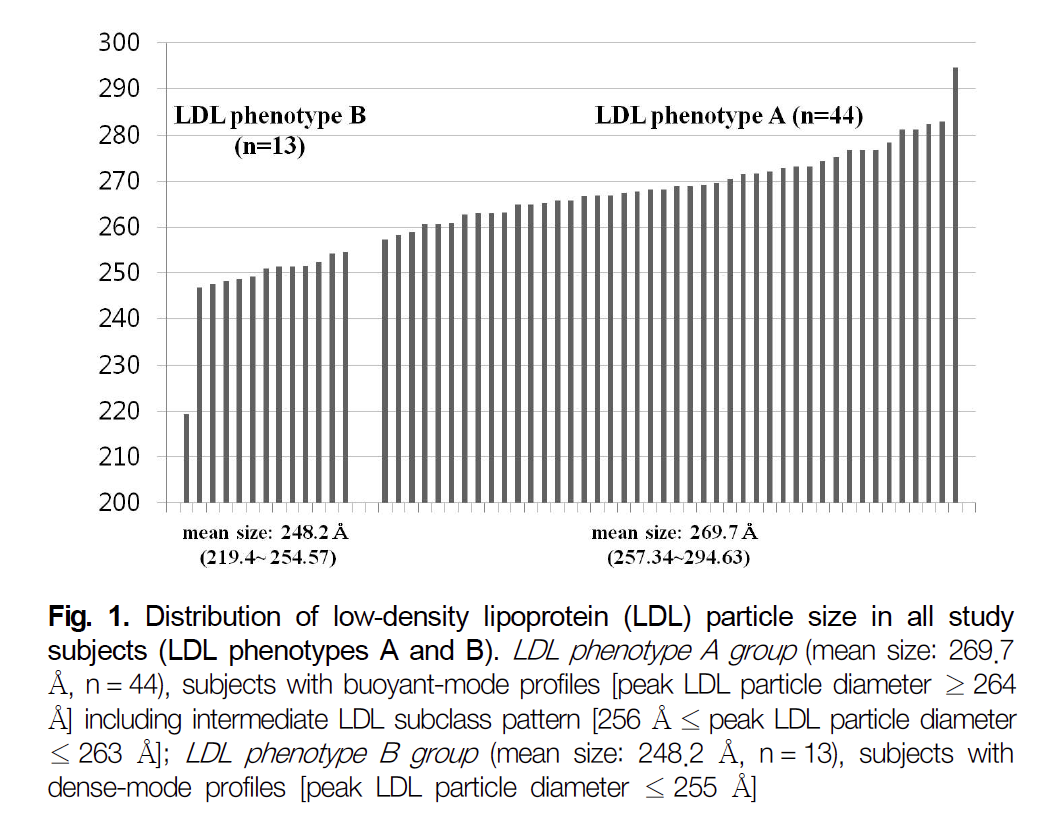 300
290
280
270
260
250
240
230
220
210
200
LDL phenotype B
(n=13)
LDL phenotype A (n=44)
mean size: 248.2 Å
(219.4~ 254.57)
mean size: 269.7 Å
(257.34~294.63)
Fig. 1. Distribution of low-density lipoprotein (LDL) particle size in all study
subjects (LDL phenotypes A and B). LDL phenotype A group (mean size: 269.7
Å, n = 44), subjects with buoyant-mode profiles [peak LDL particle diameter ≥ 264
Å] including intermediate LDL subclass pattern [256 Å ≤ peak LDL particle diameter
≤ 263 Å]; LDL phenotype B group (mean size: 248.2 Å, n = 13), subjects with
dense-mode profiles [peak LDL particle diameter ≤ 255 Å]